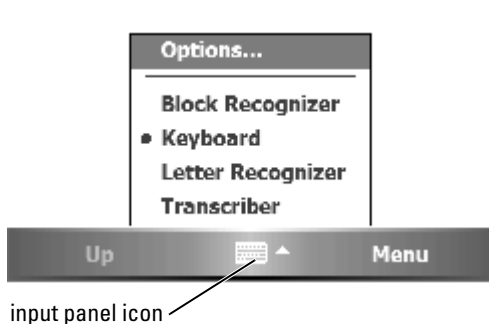 Options...
Block Recognizer
• Keyboard
Letter Recognizer
Transcriber
Up Menu
input panel icon